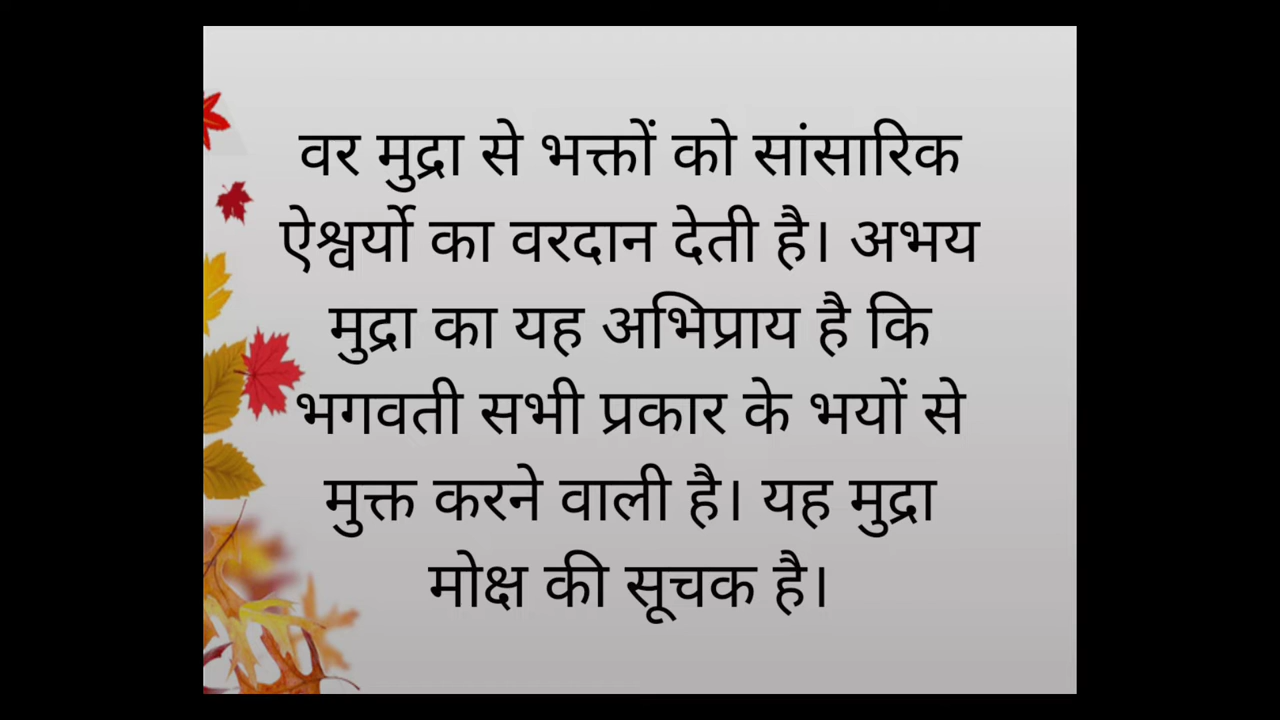 वर मुद्रा से भक्तों को सांसारिक
ऐश्वर्यो का वरदान देती है। अभय
मुद्रा का यह अभिप्राय है कि
भगवती सभी प्रकार के भयों से
मुक्त करने वाली है। यह मुद्रा
मोक्ष की सूचक है।